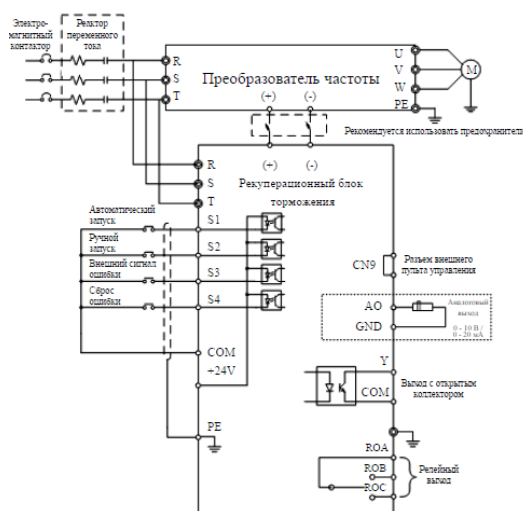 Электро-
магнитный
контактор
Реактор
переменного
тока
R
S
T
Преобразователь частоты
(+) (-)
U
V
W
PE
M
Рекомендуется использовать предохранители
(+) (-)
R
S
T
Рекуперационный блок
торможения
Автоматический
запуск
S1
Ручной
запуск
S2
Внешний сигнал
ошибки
S3
Сброс
ошибки
S4
COM
+24V
PE
CN9
Разъем внешнего
пульта управления
AO
GND
Аналоговый
выход
0 - 10 В /
0 - 20 мА
Y
COM
Выход с открытым
коллектором
ROA
ROB
ROC
Релейный
выход